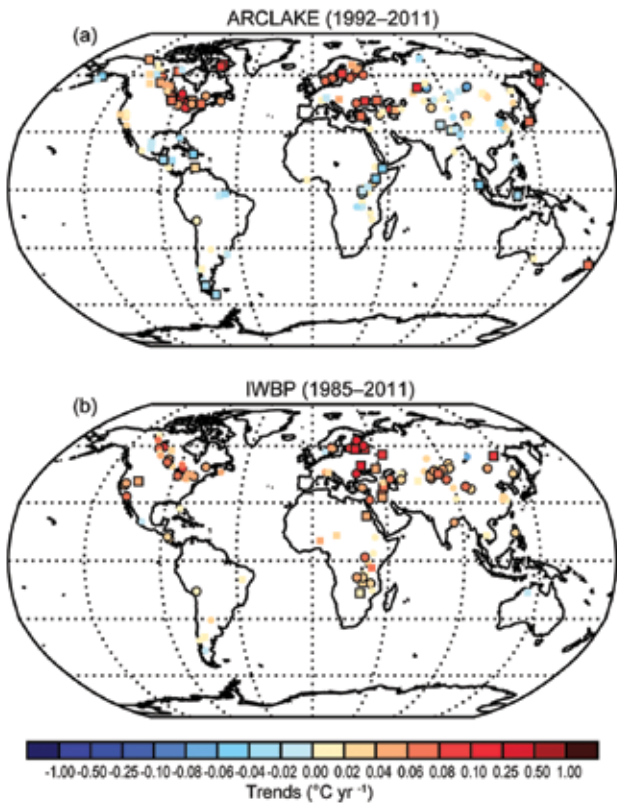 ARCLAKE (1992–2011)
(a)
IWBP (1985–2011)
(b)
-1.00 -0.50 -0.25 -0.10 -0.08 -0.06 -0.04 -0.02 0.00 0.02 0.04 0.06 0.08 0.10 0.25 0.50 1.00
Trends (°C yr⁻¹)